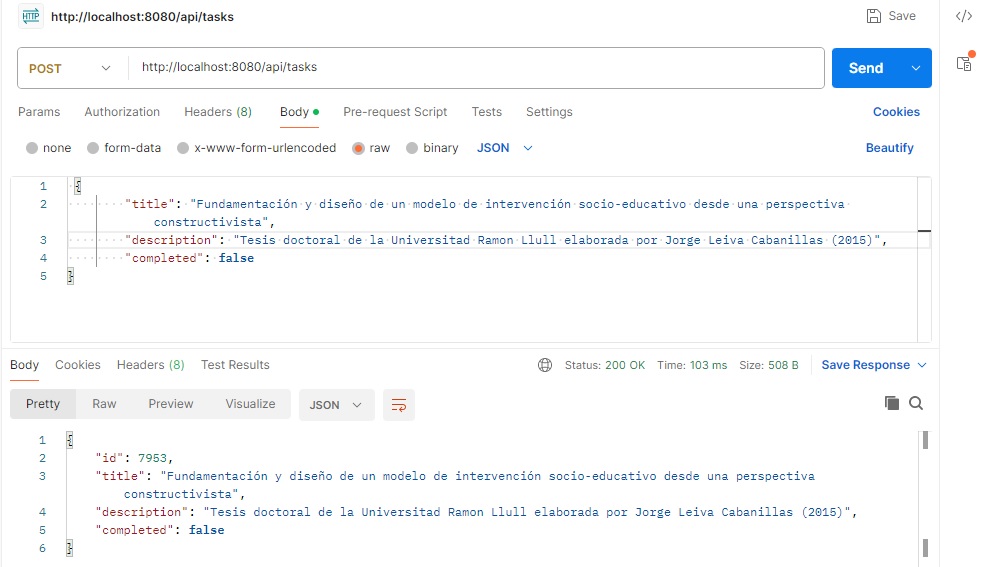 HTTP http://localhost:8080/api/tasks Save
POST http://localhost:8080/api/tasks Send
Params Authorization Headers (8) Body Pre-request Script Tests Settings Cookies
none form-data x-www-form-urlencoded raw binary JSON Beautify
1 {
2 "title": "Fundamentación y diseño de un modelo de intervención socio-educativo desde una perspectiva
constructivista",
3 "description": "Tesis doctoral de la Universitad Ramon Llull elaborada por Jorge Leiva Cabanillas (2015)",
4 "completed": false
5 }
Body Cookies Headers (8) Test Results Status: 200 OK Time: 103 ms Size: 508 B Save Response
Pretty Raw Preview Visualize JSON
1 {
2 "id": 7953,
3 "title": "Fundamentación y diseño de un modelo de intervención socio-educativo desde una perspectiva
constructivista",
4 "description": "Tesis doctoral de la Universitad Ramon Llull elaborada por Jorge Leiva Cabanillas (2015)",
5 "completed": false
6 }